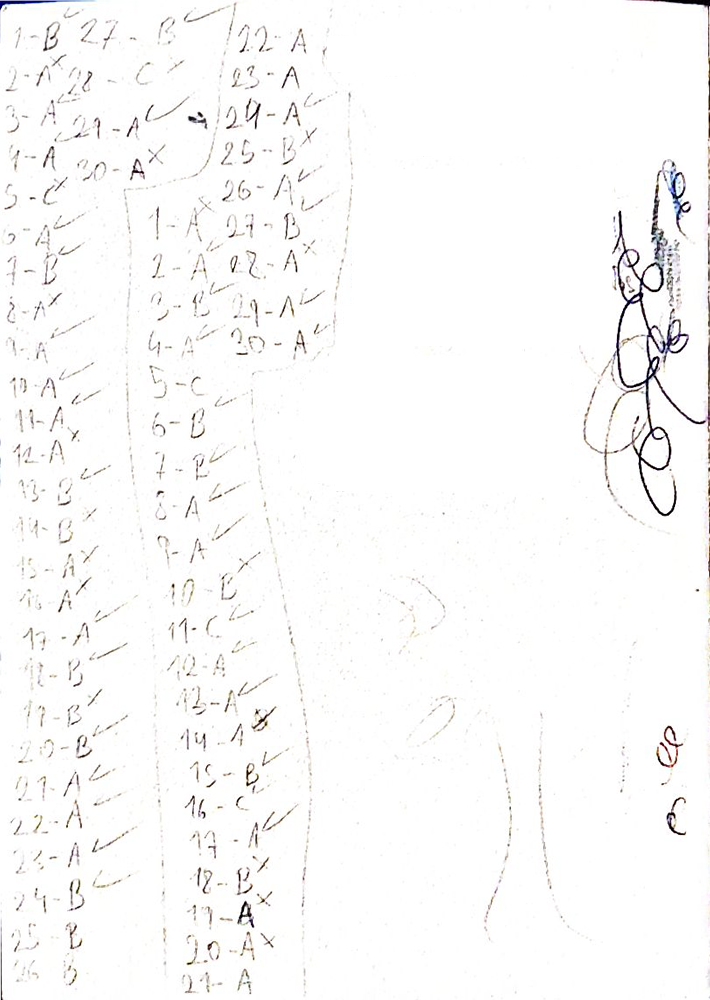 1-B ✓
2-A ×
3-A ✓
4-A ✓
5-C ×
6-A ✓
7-B ✓
8-A ×
9-A ✓
10-A ✓
11-A ✓
12-A ×
13-B ✓
14-B ×
15-A ×
16-A ×
17-A ✓
18-B ✓
19-B ×
20-B ✓
21-A ✓
22-A ✓
23-A ✓
24-B ✓
25-B
26 B
27-B ✓
28-C ✓
29-A ✓
30-A ×
1-A ×
2-A ✓
3-B ✓
4-A ✓
5-C
6-B ✓
7-B ✓
8-A ✓
9-A ✓
10-B ×
11-C ✓
12-A ✓
13-A ✓
14-A
15-B ✓
16-C ✓
17-A ✓
18-B ×
19-A ×
20-A ×
21-A
22-A
23-A
24-A ✓
25-B ×
26-A ✓
27-B ✓
28-A ×
29-A ✓
30-A ✓